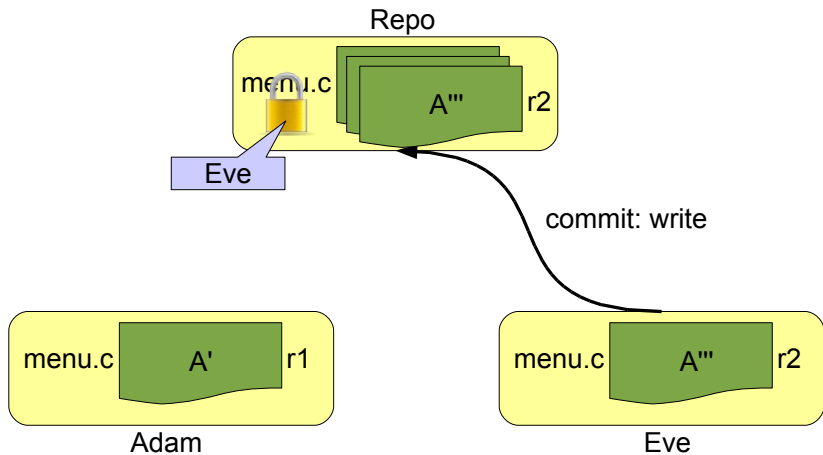 Repo
menu.c A''' r2
Eve
commit: write
menu.c A' r1
menu.c A''' r2
Adam
Eve